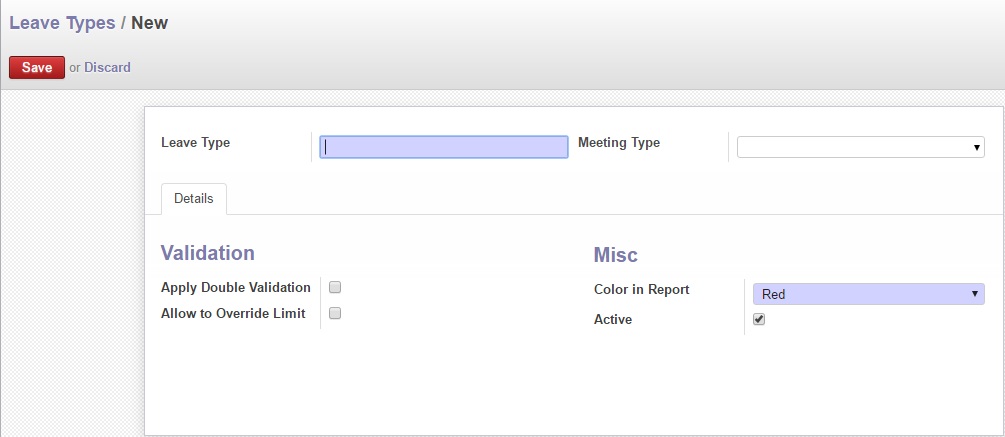 Leave Types / New
Save or Discard
Leave Type
Meeting Type
Details
Validation
Apply Double Validation
Allow to Override Limit
Misc
Color in Report Red
Active